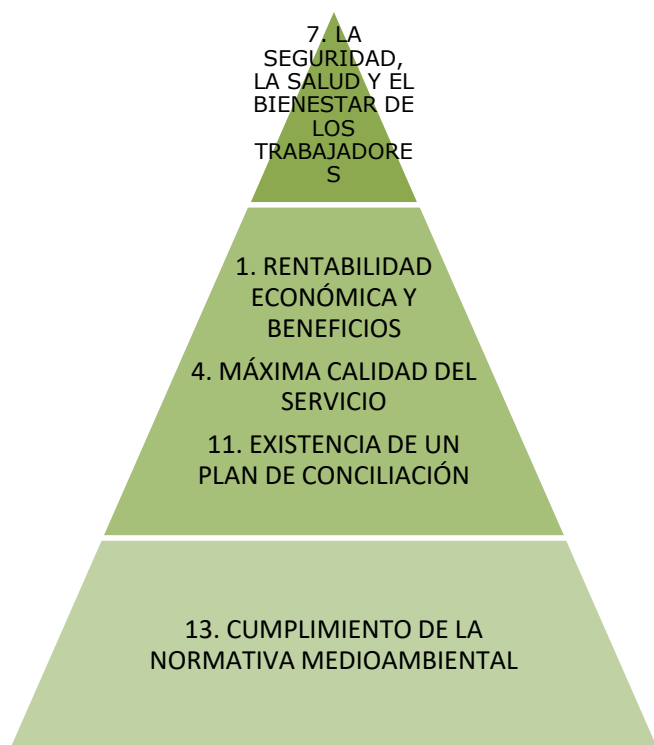 7. LA
SEGURIDAD,
LA SALUD Y EL
BIENESTAR DE
LOS
TRABAJADORE
S
1. RENTABILIDAD
ECONÓMICA Y
BENEFICIOS
4. MÁXIMA CALIDAD DEL
SERVICIO
11. EXISTENCIA DE UN
PLAN DE CONCILIACIÓN
13. CUMPLIMIENTO DE LA
NORMATIVA MEDIOAMBIENTAL